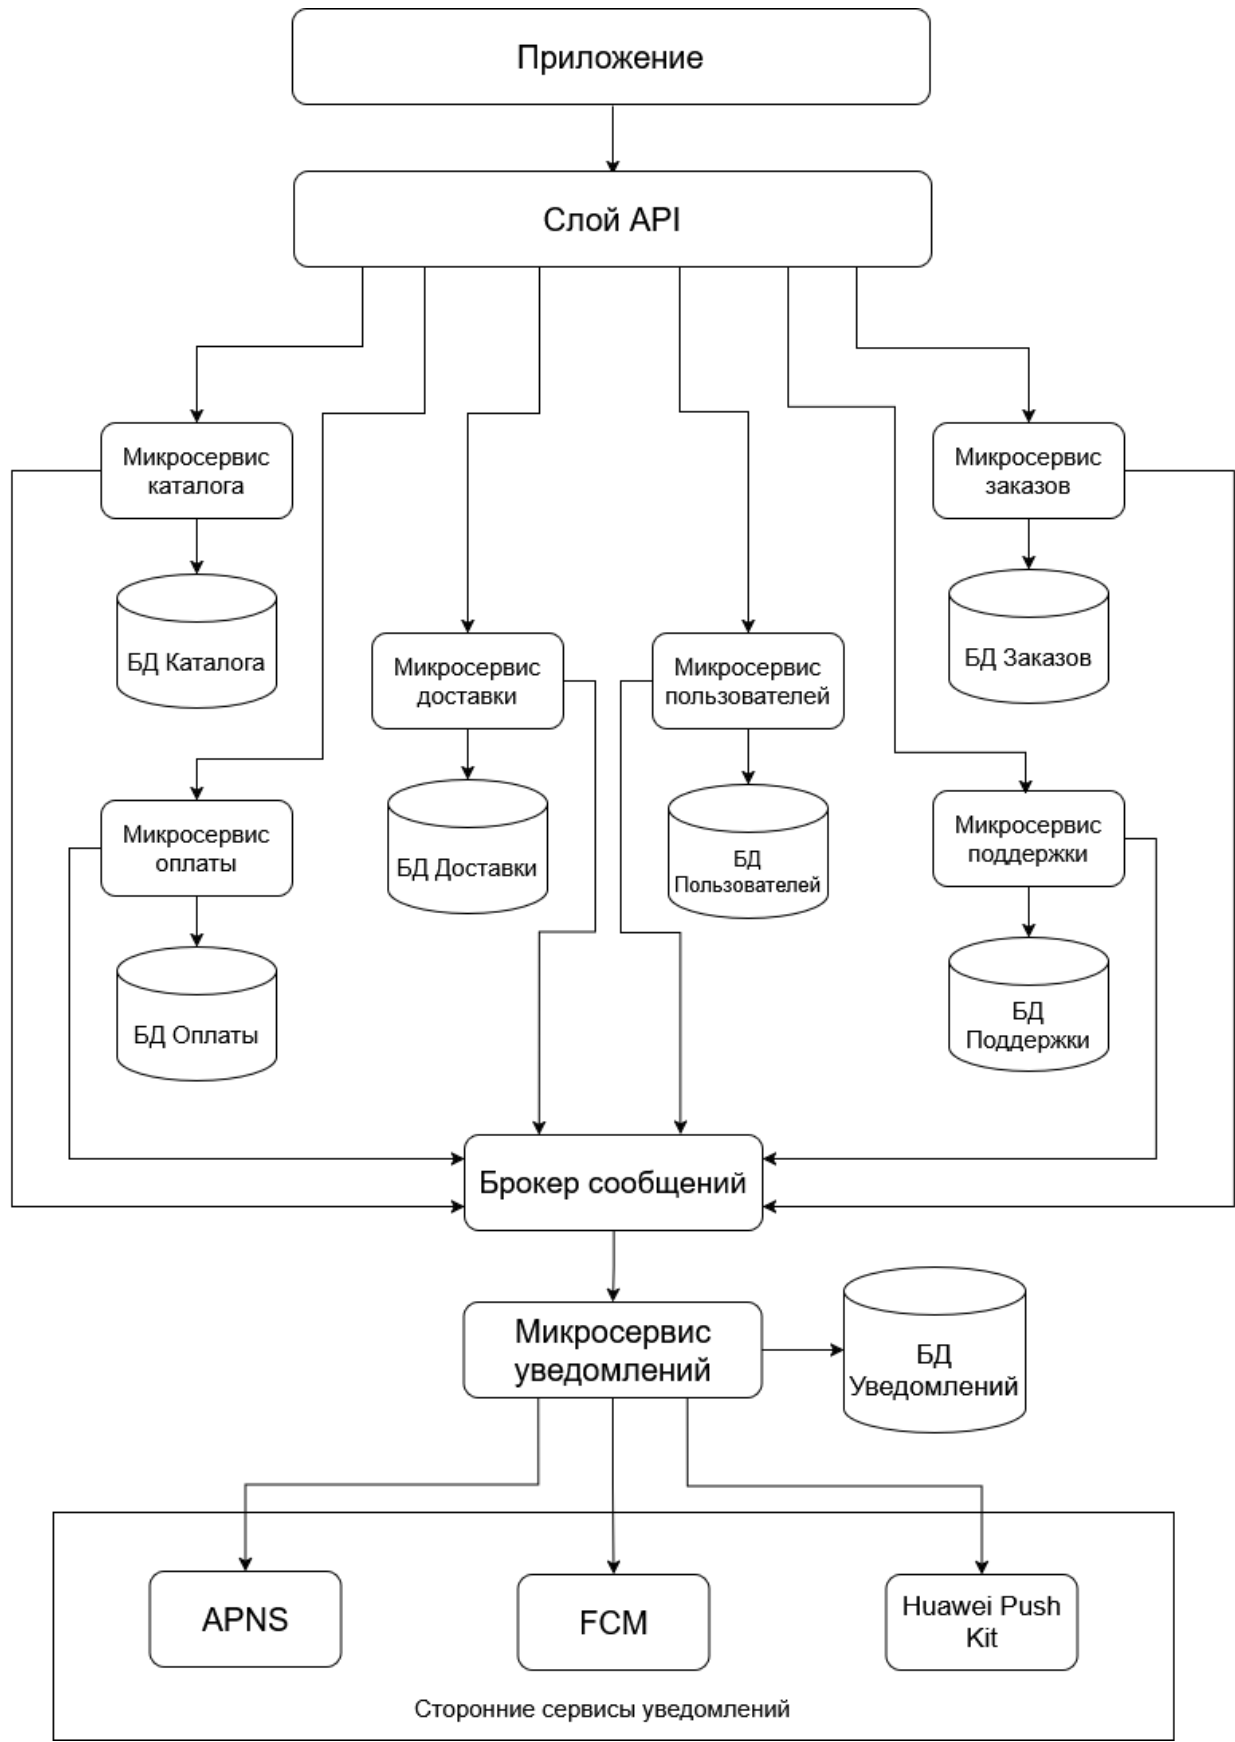 Приложение
Слой API
Микросервис
каталога
Микросервис
заказов
БД Каталога
Микросервис
доставки
Микросервис
пользователей
БД Заказов
Микросервис
оплаты
БД Доставки
БД
Пользователей
Микросервис
поддержки
БД Оплаты
БД
Поддержки
Брокер сообщений
Микросервис
уведомлений
БД
Уведомлений
APNS
FCM
Huawei Push
Kit
Сторонние сервисы уведомлений